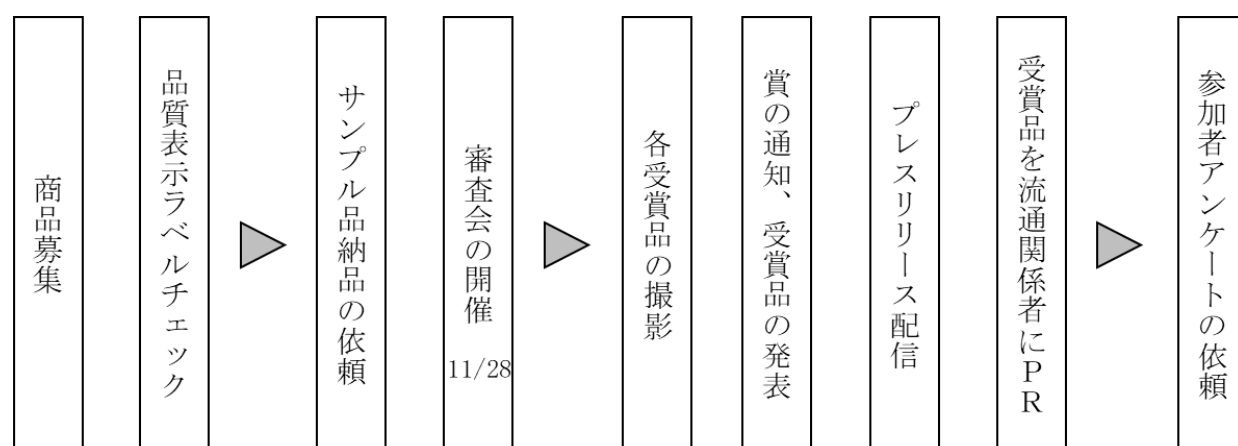 商品募集
品質表示ラベルチェック
サンプル品納品の依頼
審査会の開催
11/28
各受賞品の撮影
賞の通知、受賞品の発表
プレスリリース配信
受賞品を流通関係者にPR
参加者アンケートの依頼